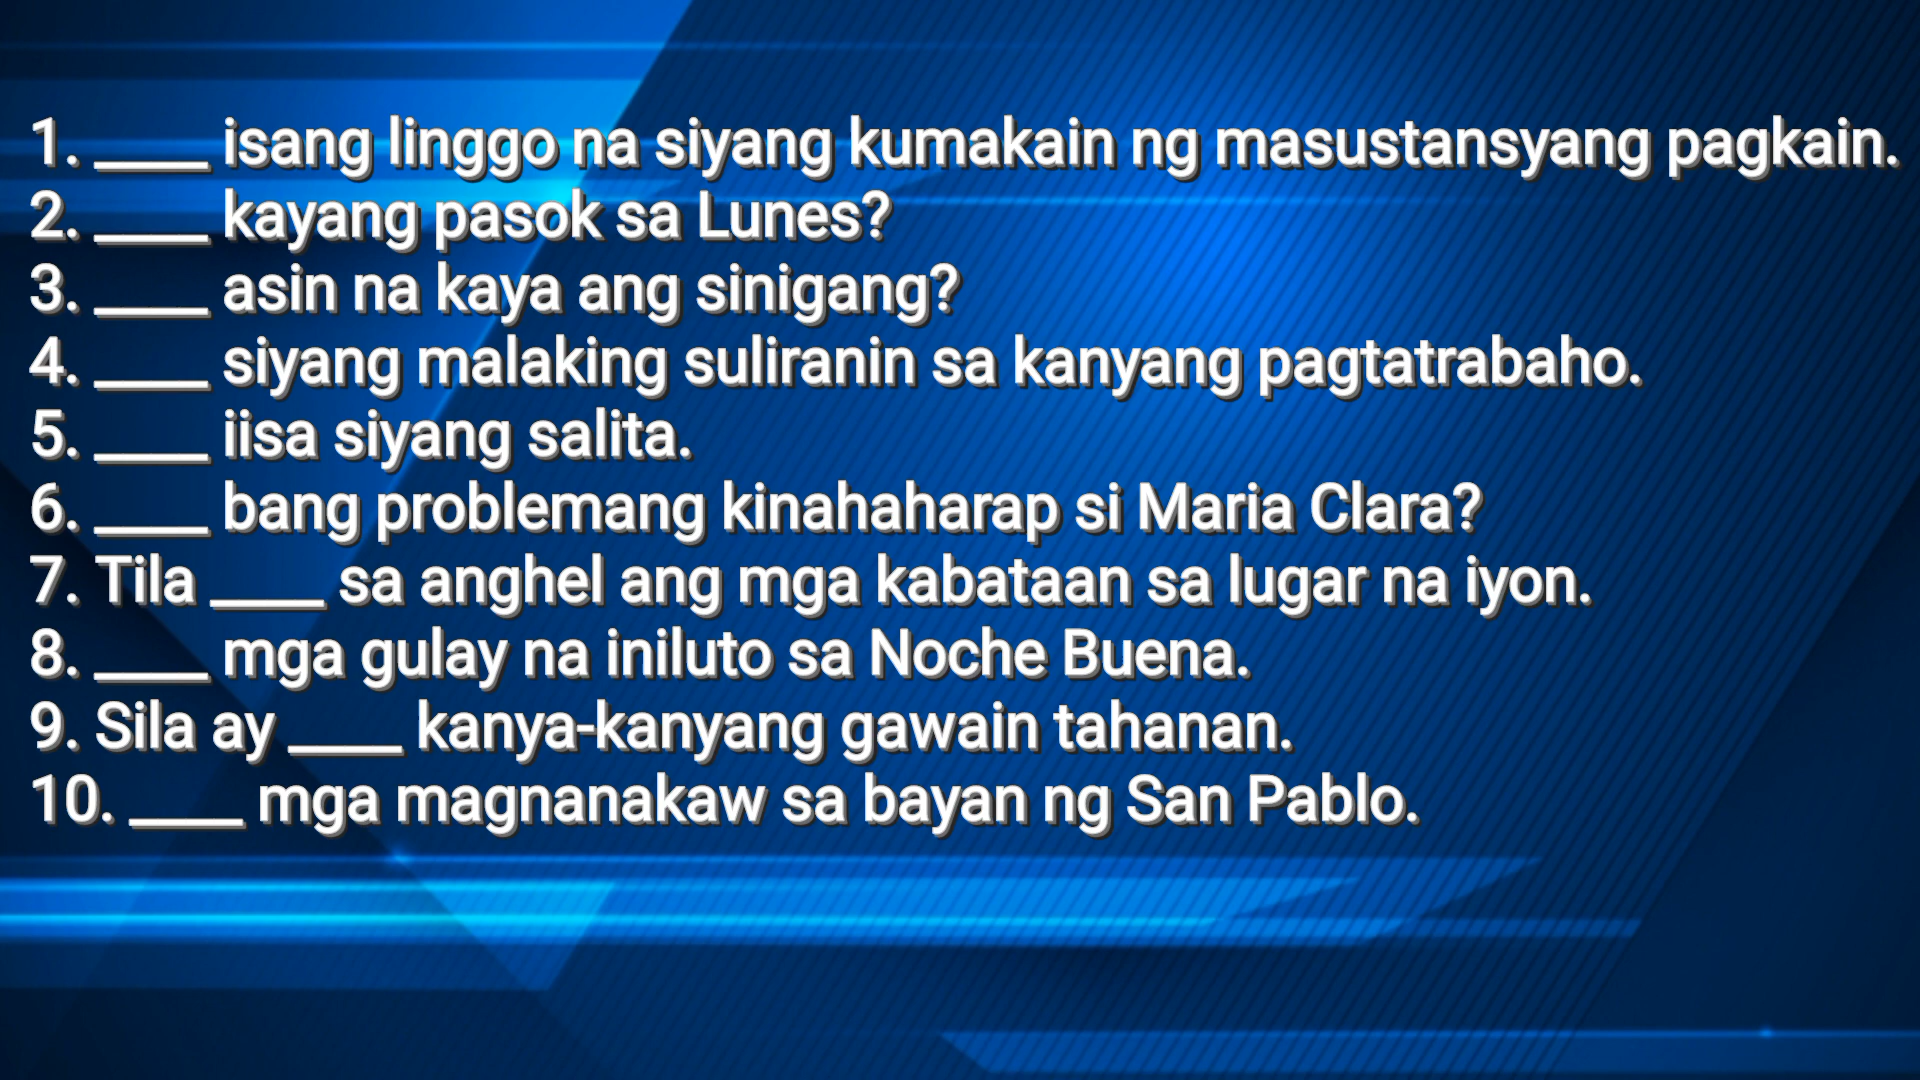 1. ____ isang linggo na siyang kumakain ng masustansyang pagkain.
2. ____ kayang pasok sa Lunes?
3. ____ asin na kaya ang sinigang?
4. ____ siyang malaking suliranin sa kanyang pagtatrabaho.
5. ____ iisa siyang salita.
6. ____ bang problemang kinahaharap si Maria Clara?
7. Tila ____ sa anghel ang mga kabataan sa lugar na iyon.
8. ____ mga gulay na iniluto sa Noche Buena.
9. Sila ay ____ kanya-kanyang gawain tahanan.
10. ____ mga magnanakaw sa bayan ng San Pablo.